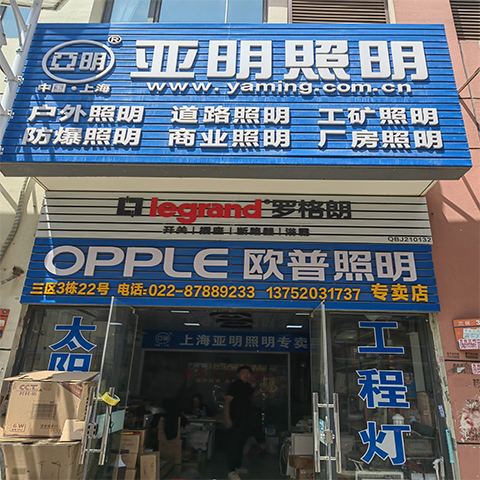 亞明®
中国·上海
亚明照明
www.yaming.com.cn
户外照明 道路照明 工矿照明
防爆照明 商业照明 厂房照明
legrand®罗格朗
开关|插座|断路器|浴霸
QBJ210132
OPPLE 欧普照明
三区3栋22号 电话:022-87889233 13752031737 专卖店
上海亚明照明专卖
太阳
工程灯